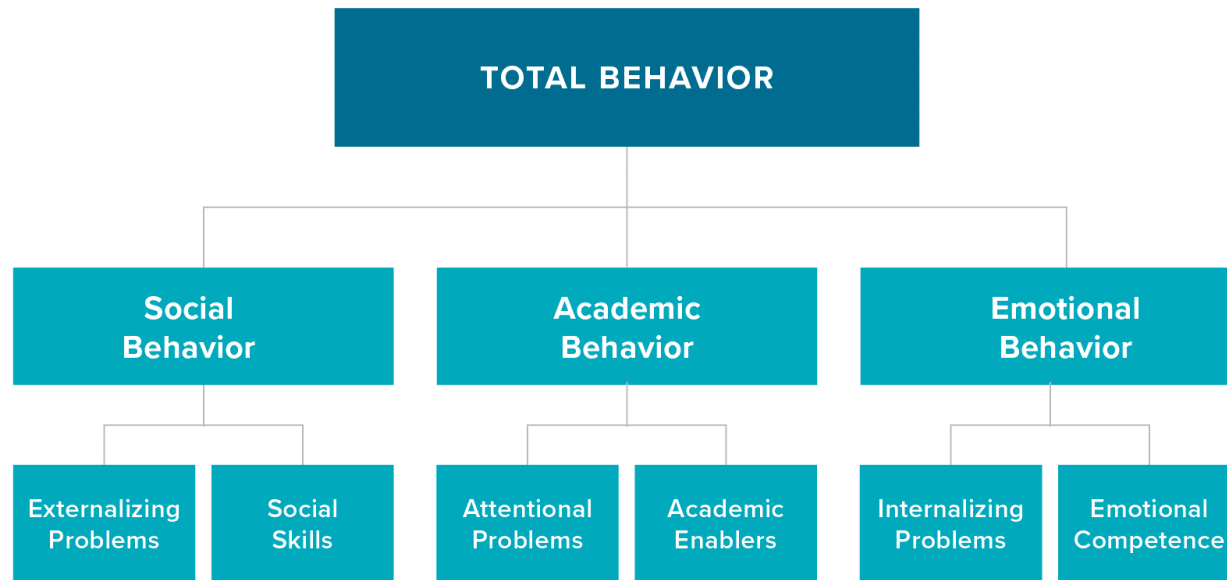 TOTAL BEHAVIOR
Social
Behavior
Academic
Behavior
Emotional
Behavior
Externalizing
Problems
Social
Skills
Attentional
Problems
Academic
Enablers
Internalizing
Problems
Emotional
Competence